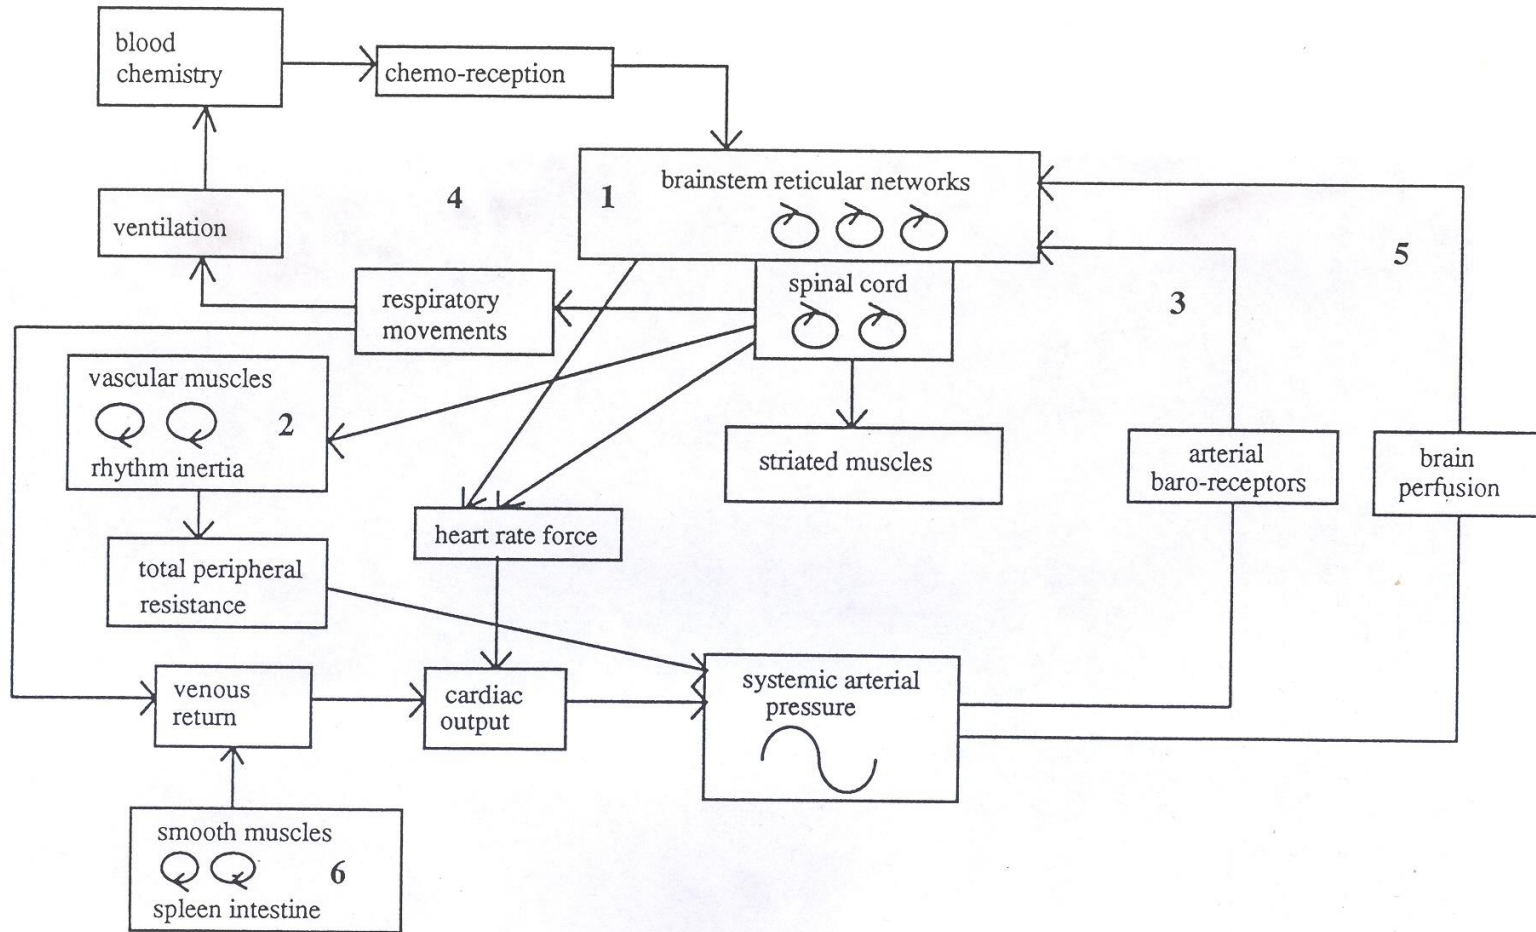 blood
chemistry
chemo-reception
brainstem reticular networks
1
4
ventilation
5
spinal cord
3
respiratory
movements
vascular muscles
2
rhythm inertia
striated muscles
arterial
baro-receptors
brain
perfusion
heart rate force
total peripheral
resistance
venous
return
cardiac
output
systemic arterial
pressure
smooth muscles
6
spleen intestine